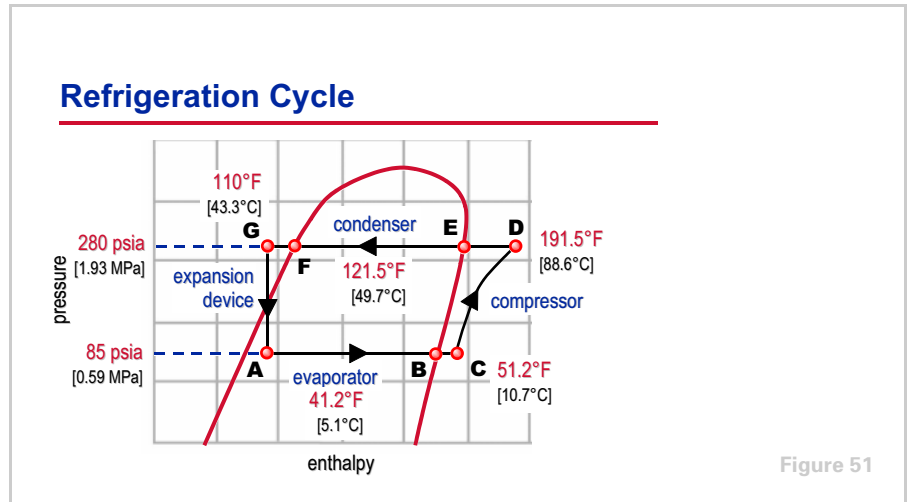 Refrigeration Cycle
110°F
[43.3°C]
G
condenser
E
D
280 psia
[1.93 MPa]
F
121.5°F
[49.7°C]
191.5°F
[88.6°C]
expansion
device
compressor
pressure
85 psia
[0.59 MPa]
A
evaporator
41.2°F
[5.1°C]
B
C
51.2°F
[10.7°C]
enthalpy
Figure 51